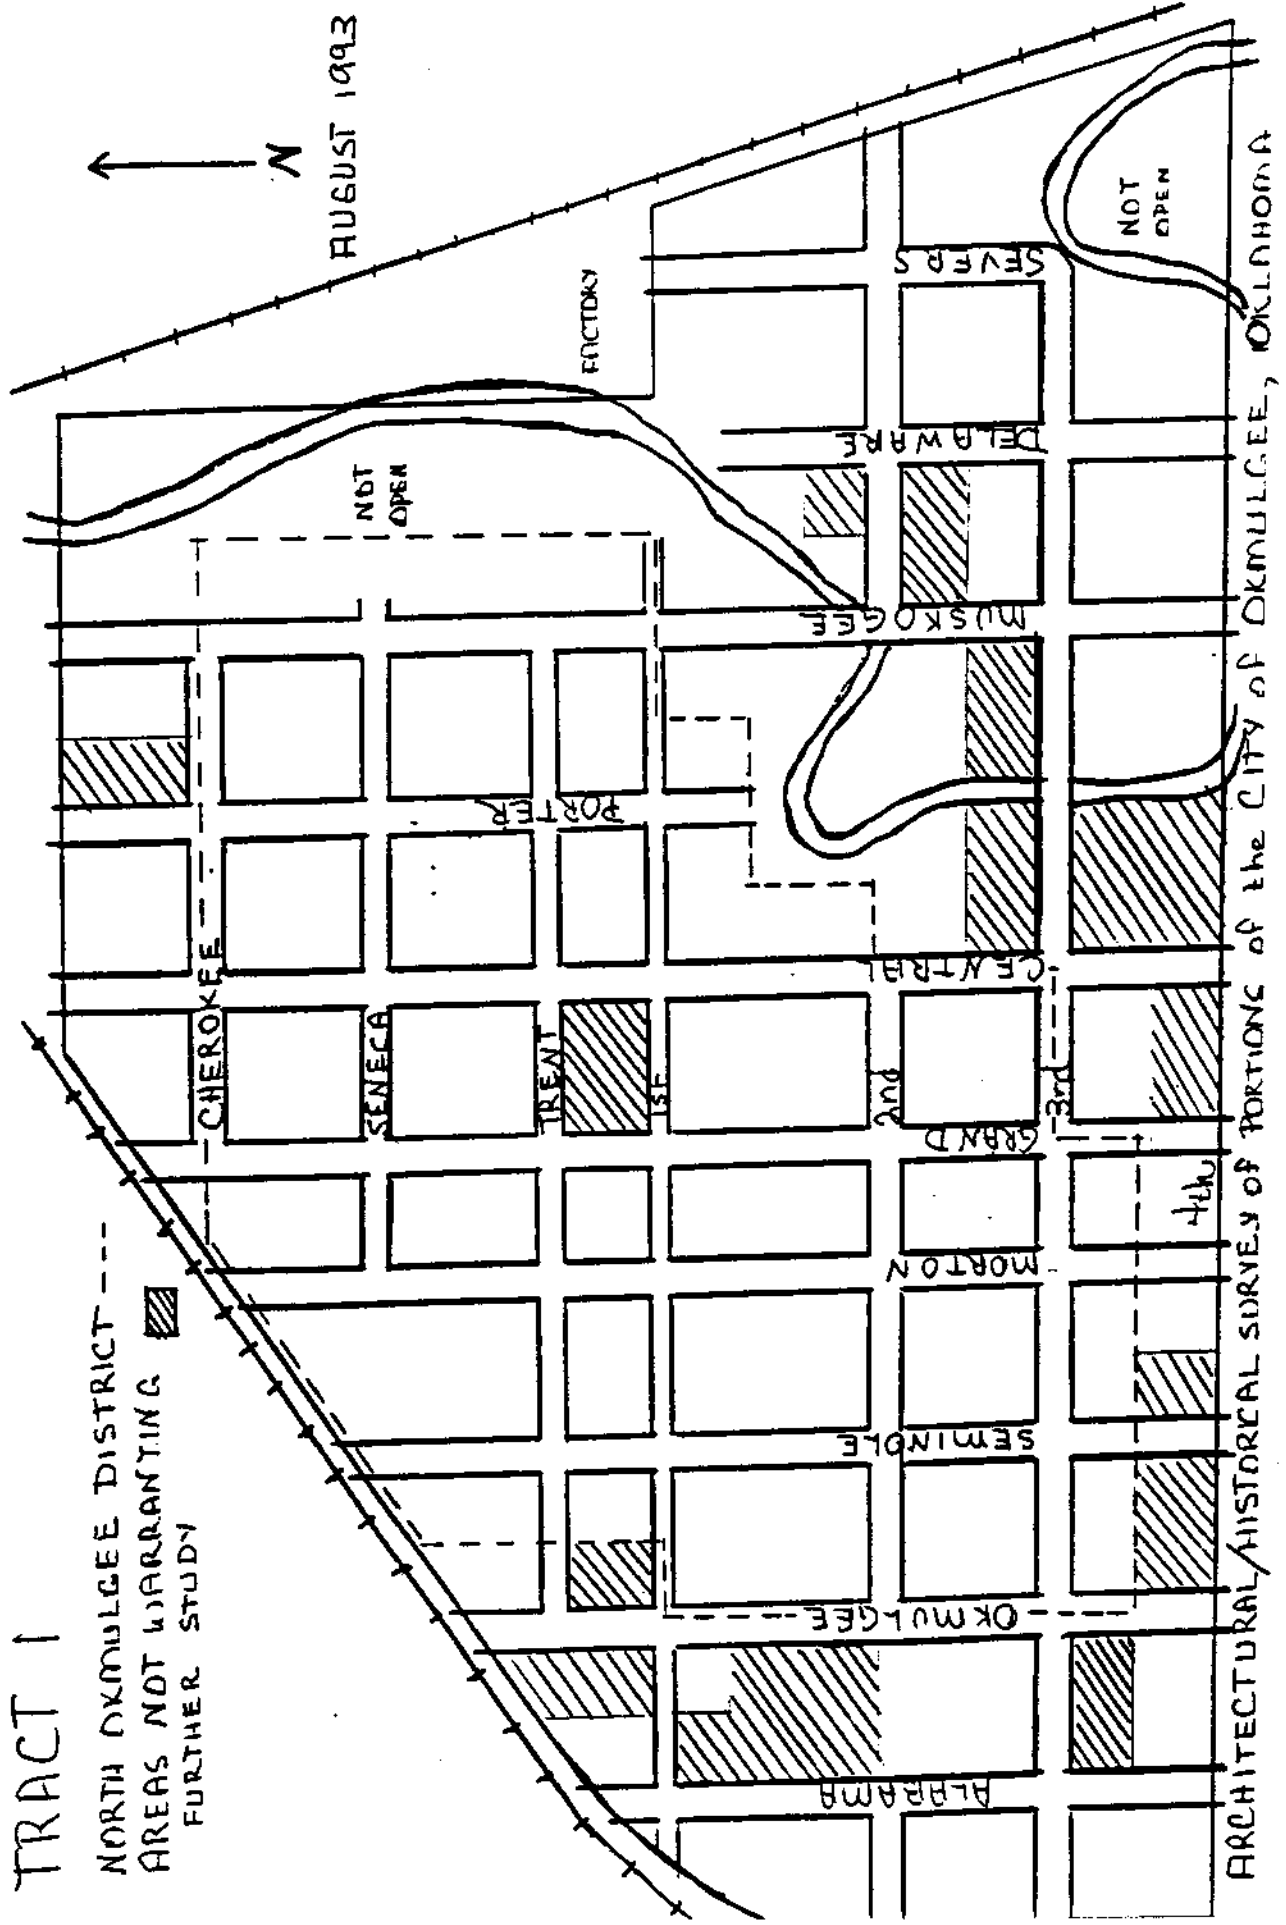 TRACT 1
NORTH OKMULGEE DISTRICT ---
AREAS NOT WARRANTING
FURTHER STUDY
N
AUGUST 1993
CHEROKEE
SENECA
TRENT
1st
2nd
3rd
4th
ALABAMA
OKMULGEE
SEMINOLE
MORTON
GRAND
CENTRAL
PORTER
MUSKOGEE
DELAWARE
SEVERS
NOT
OPEN
FACTORY
NOT
OPEN
ARCHITECTURAL/HISTORICAL SURVEY OF PORTIONS of the CITY of OKMULGEE, OKLAHOMA